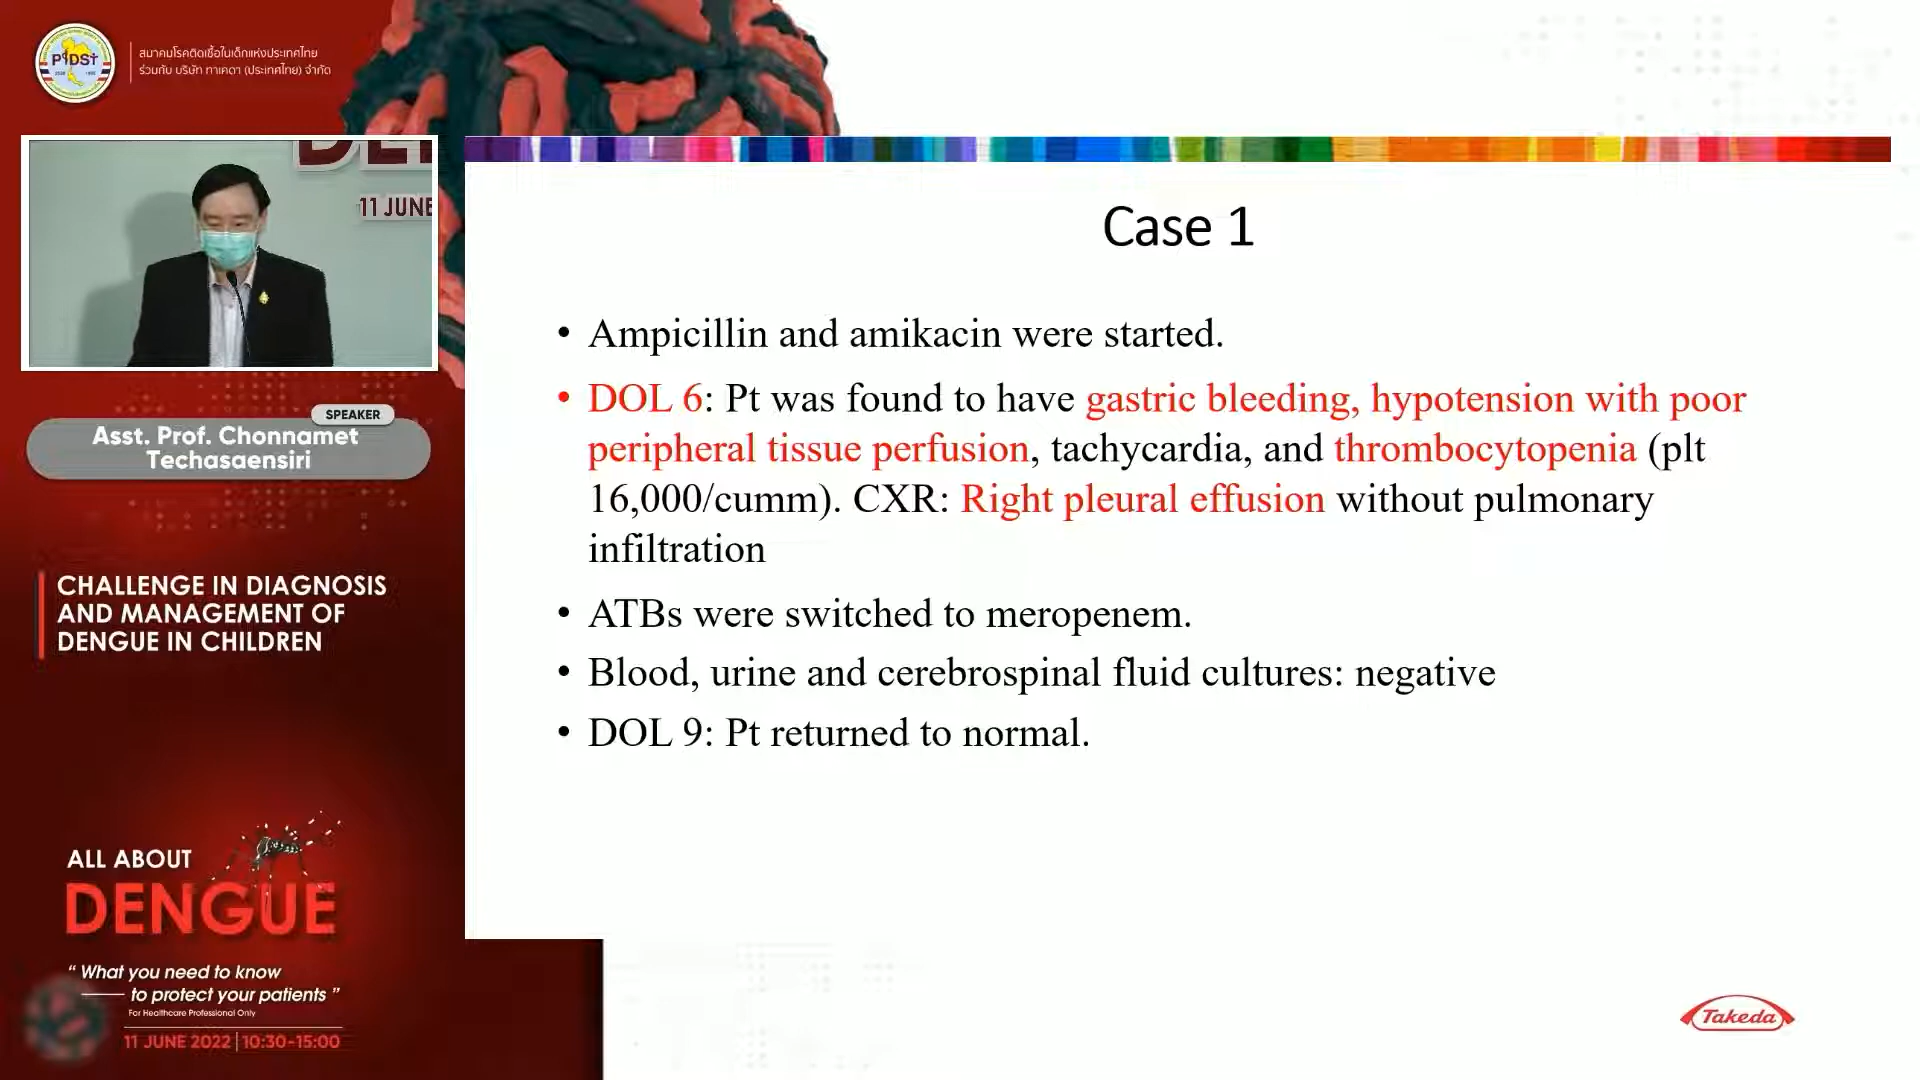 PIDST
สมาคมโรคติดเชื้อในเด็กแห่งประเทศไทย
ร่วมกับ บริษัท ทาเคดา (ประเทศไทย) จำกัด
11 JUNE
SPEAKER
Asst. Prof. Chonnamet
Techasaensiri
CHALLENGE IN DIAGNOSIS
AND MANAGEMENT OF
DENGUE IN CHILDREN
ALL ABOUT
DENGUE
“ What you need to know
to protect your patients ”
For Healthcare Professional Only
11 JUNE 2022 | 10:30-15:00
Case 1
• Ampicillin and amikacin were started.
• DOL 6: Pt was found to have gastric bleeding, hypotension with poor
peripheral tissue perfusion, tachycardia, and thrombocytopenia (plt
16,000/cumm). CXR: Right pleural effusion without pulmonary
infiltration
• ATBs were switched to meropenem.
• Blood, urine and cerebrospinal fluid cultures: negative
• DOL 9: Pt returned to normal.
Takeda